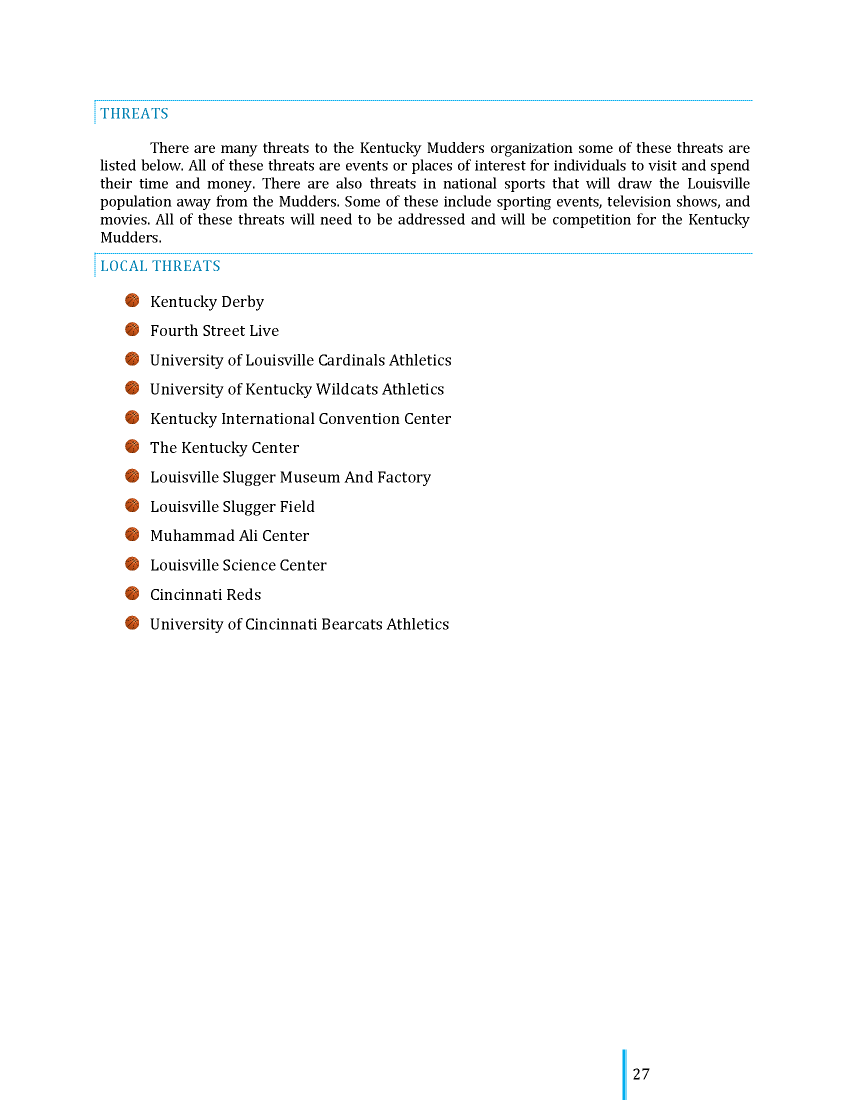 THREATS
There are many threats to the Kentucky Mudders organization some of these threats are
listed below. All of these threats are events or places of interest for individuals to visit and spend
their time and money. There are also threats in national sports that will draw the Louisville
population away from the Mudders. Some of these include sporting events, television shows, and
movies. All of these threats will need to be addressed and will be competition for the Kentucky
Mudders.
LOCAL THREATS
Kentucky Derby
Fourth Street Live
University of Louisville Cardinals Athletics
University of Kentucky Wildcats Athletics
Kentucky International Convention Center
The Kentucky Center
Louisville Slugger Museum And Factory
Louisville Slugger Field
Muhammad Ali Center
Louisville Science Center
Cincinnati Reds
University of Cincinnati Bearcats Athletics
27